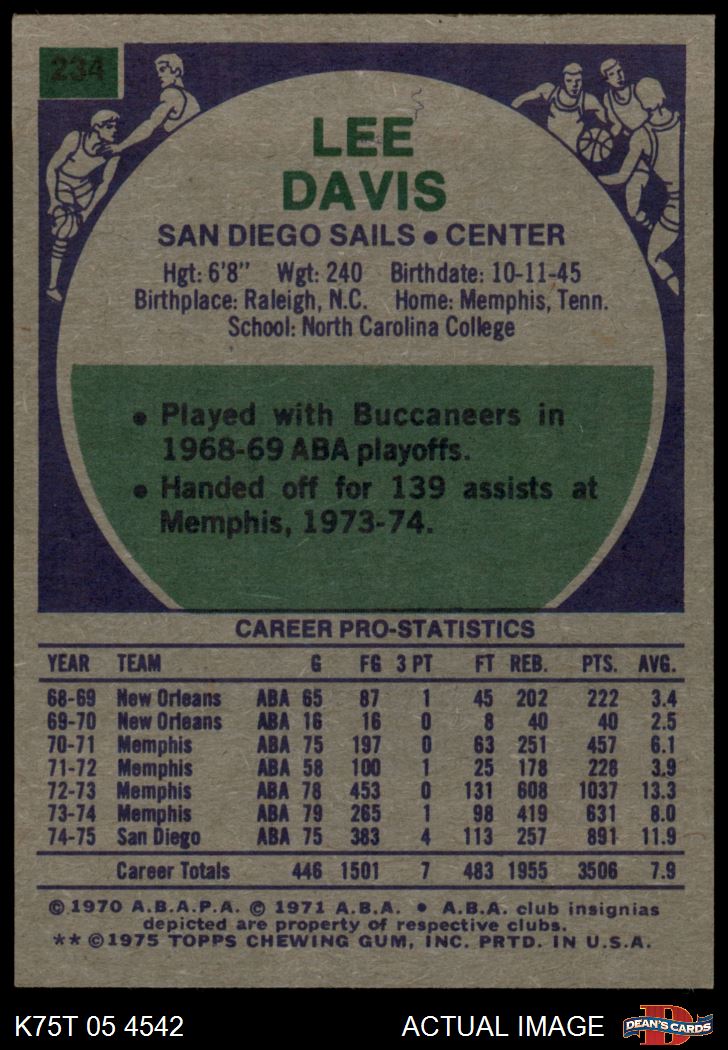 234
LEE
DAVIS
SAN DIEGO SAILS • CENTER
Hgt: 6'8" Wgt: 240 Birthdate: 10-11-45
Birthplace: Raleigh, N.C. Home: Memphis, Tenn.
School: North Carolina College
• Played with Buccaneers in
1968-69 ABA playoffs.
• Handed off for 139 assists at
Memphis, 1973-74.
CAREER PRO-STATISTICS
YEAR TEAM G FG 3 PT FT REB. PTS. AVG.
68-69 New Orleans ABA 65 87 1 45 202 222 3.4
69-70 New Orleans ABA 16 16 0 8 40 40 2.5
70-71 Memphis ABA 75 197 0 63 251 457 6.1
71-72 Memphis ABA 58 100 1 25 178 228 3.9
72-73 Memphis ABA 78 453 0 131 608 1037 13.3
73-74 Memphis ABA 79 265 1 98 419 631 8.0
74-75 San Diego ABA 75 383 4 113 257 891 11.9
Career Totals 446 1501 7 483 1955 3506 7.9
© 1970 A.B.A.P.A. © 1971 A.B.A. • A.B.A. club insignias
depicted are property of respective clubs.
** © 1975 TOPPS CHEWING GUM, INC. PRTD. IN U.S.A.
K75T 05 4542 ACTUAL IMAGE
D
DEAN'S CARDS